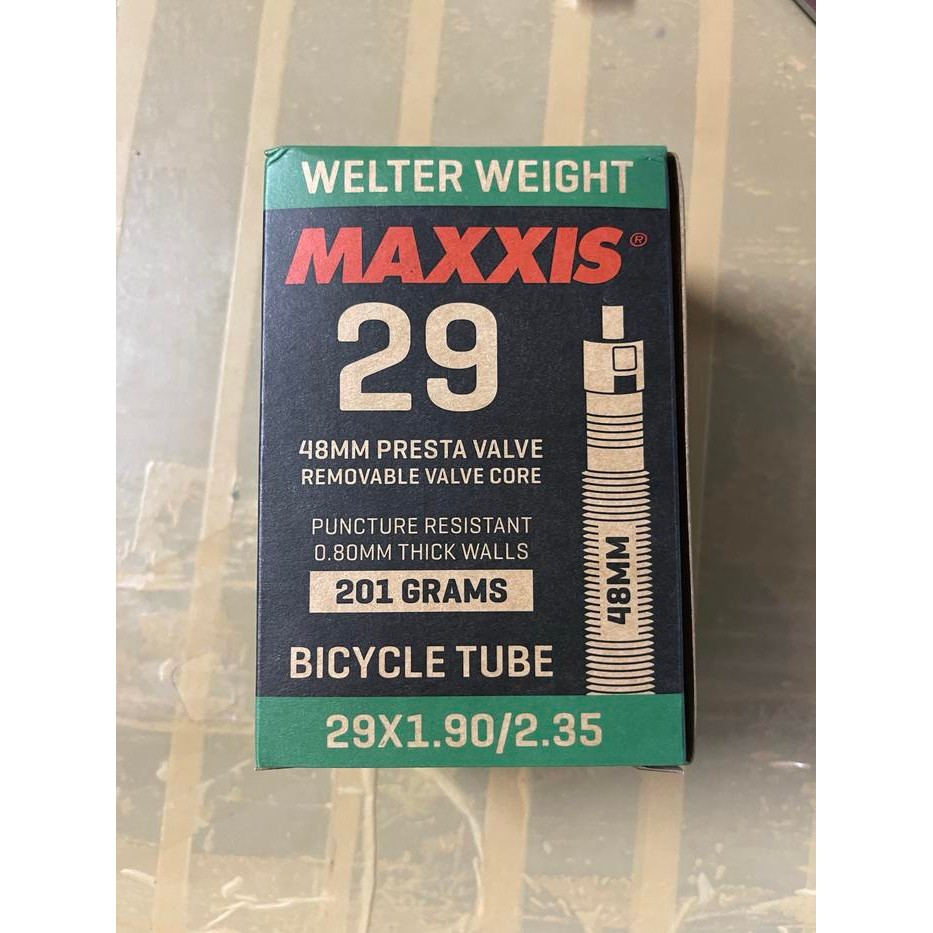 WELTER WEIGHT
MAXXIS®
29
48MM PRESTA VALVE
REMOVABLE VALVE CORE
PUNCTURE RESISTANT
0.80MM THICK WALLS
201 GRAMS
48MM
BICYCLE TUBE
29X1.90/2.35